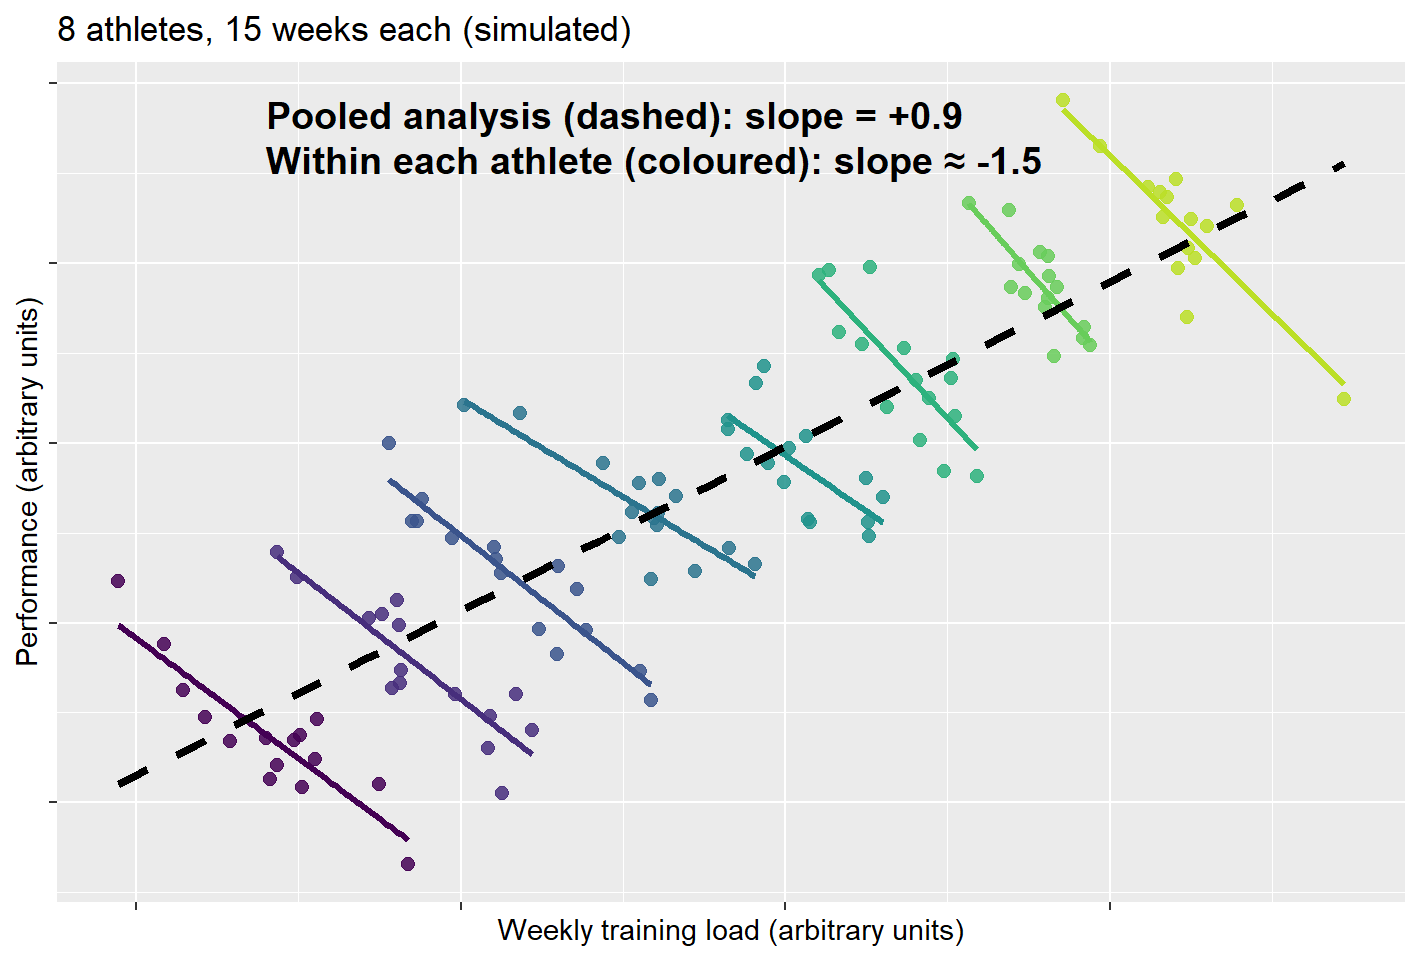 8 athletes, 15 weeks each (simulated)
Pooled analysis (dashed): slope = +0.9
Within each athlete (coloured): slope ≈ -1.5
Performance (arbitrary units)
Weekly training load (arbitrary units)